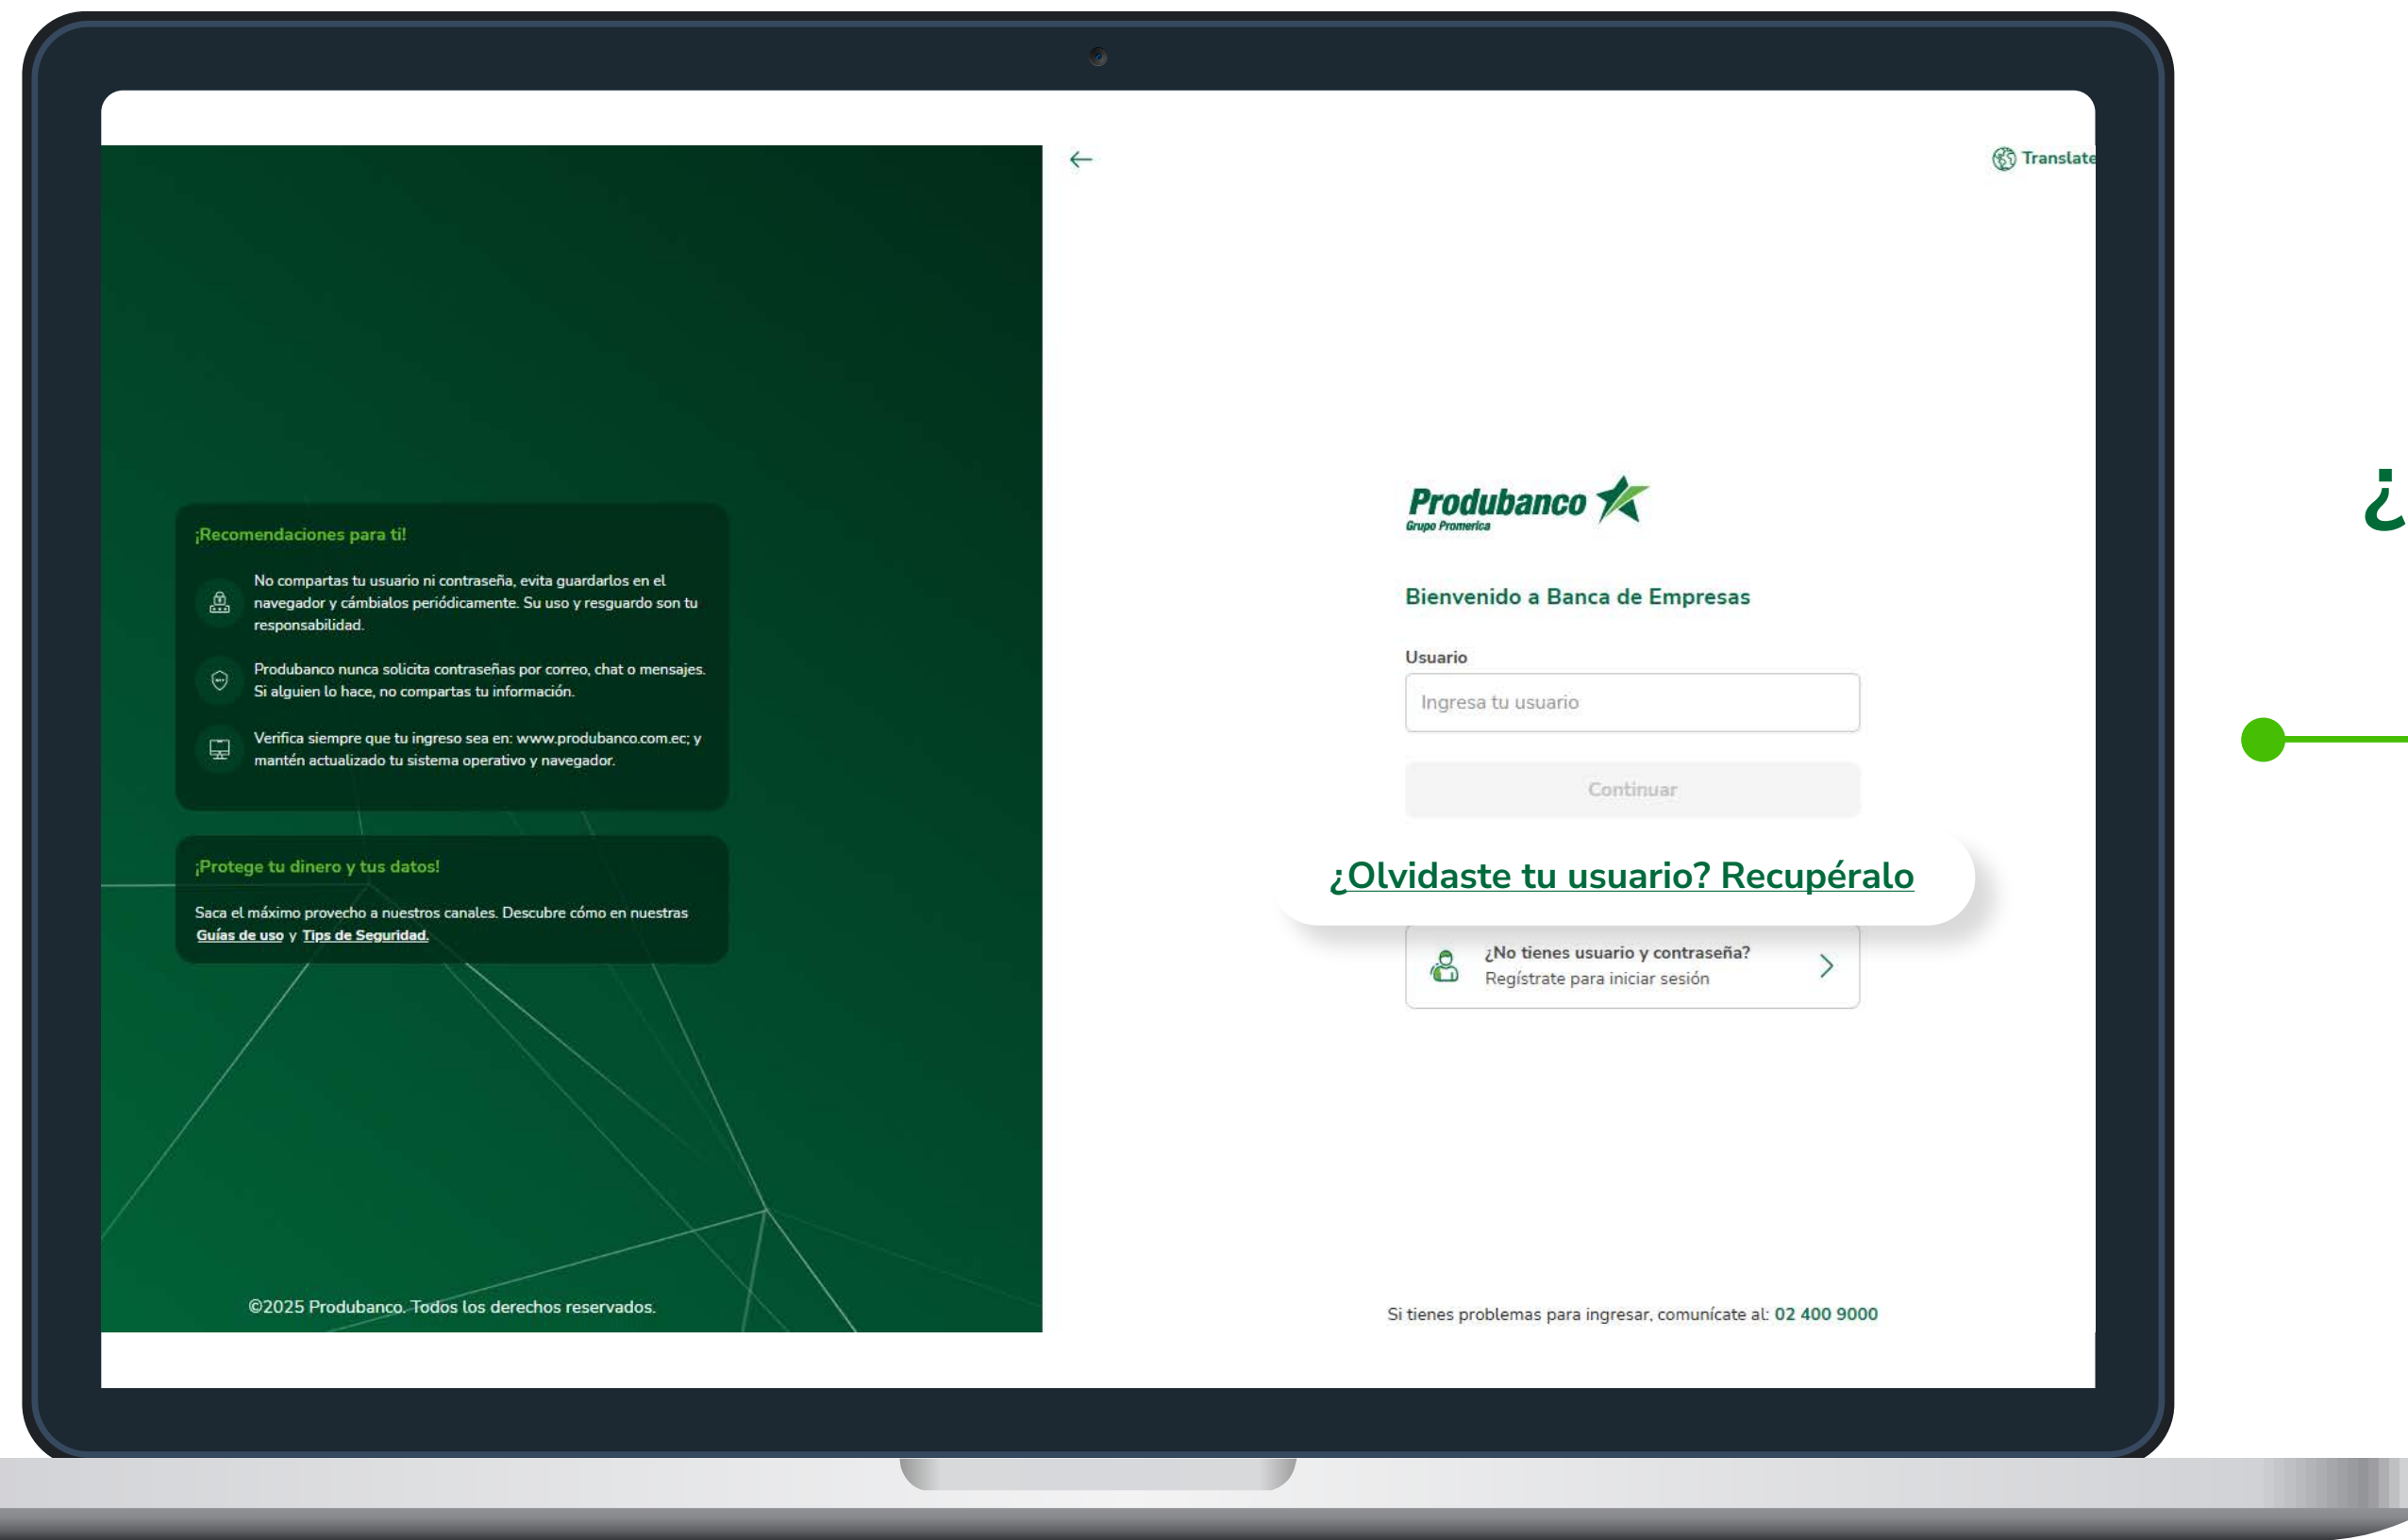 Translate
¡Recomendaciones para ti!
No compartas tu usuario ni contraseña, evita guardarlos en el
navegador y cámbialos periódicamente. Su uso y resguardo son tu
responsabilidad.
Produbanco nunca solicita contraseñas por correo, chat o mensajes.
Si alguien lo hace, no compartas tu información.
Verifica siempre que tu ingreso sea en: www.produbanco.com.ec; y
mantén actualizado tu sistema operativo y navegador.
¡Protege tu dinero y tus datos!
Saca el máximo provecho a nuestros canales. Descubre cómo en nuestras
Guías de uso y Tips de Seguridad.
©2025 Produbanco. Todos los derechos reservados.
Produbanco
Grupo Promerica
Bienvenido a Banca de Empresas
Usuario
Ingresa tu usuario
Continuar
¿Olvidaste tu usuario? Recupéralo
¿No tienes usuario y contraseña?
Regístrate para iniciar sesión
Si tienes problemas para ingresar, comunícate al: 02 400 9000
¿